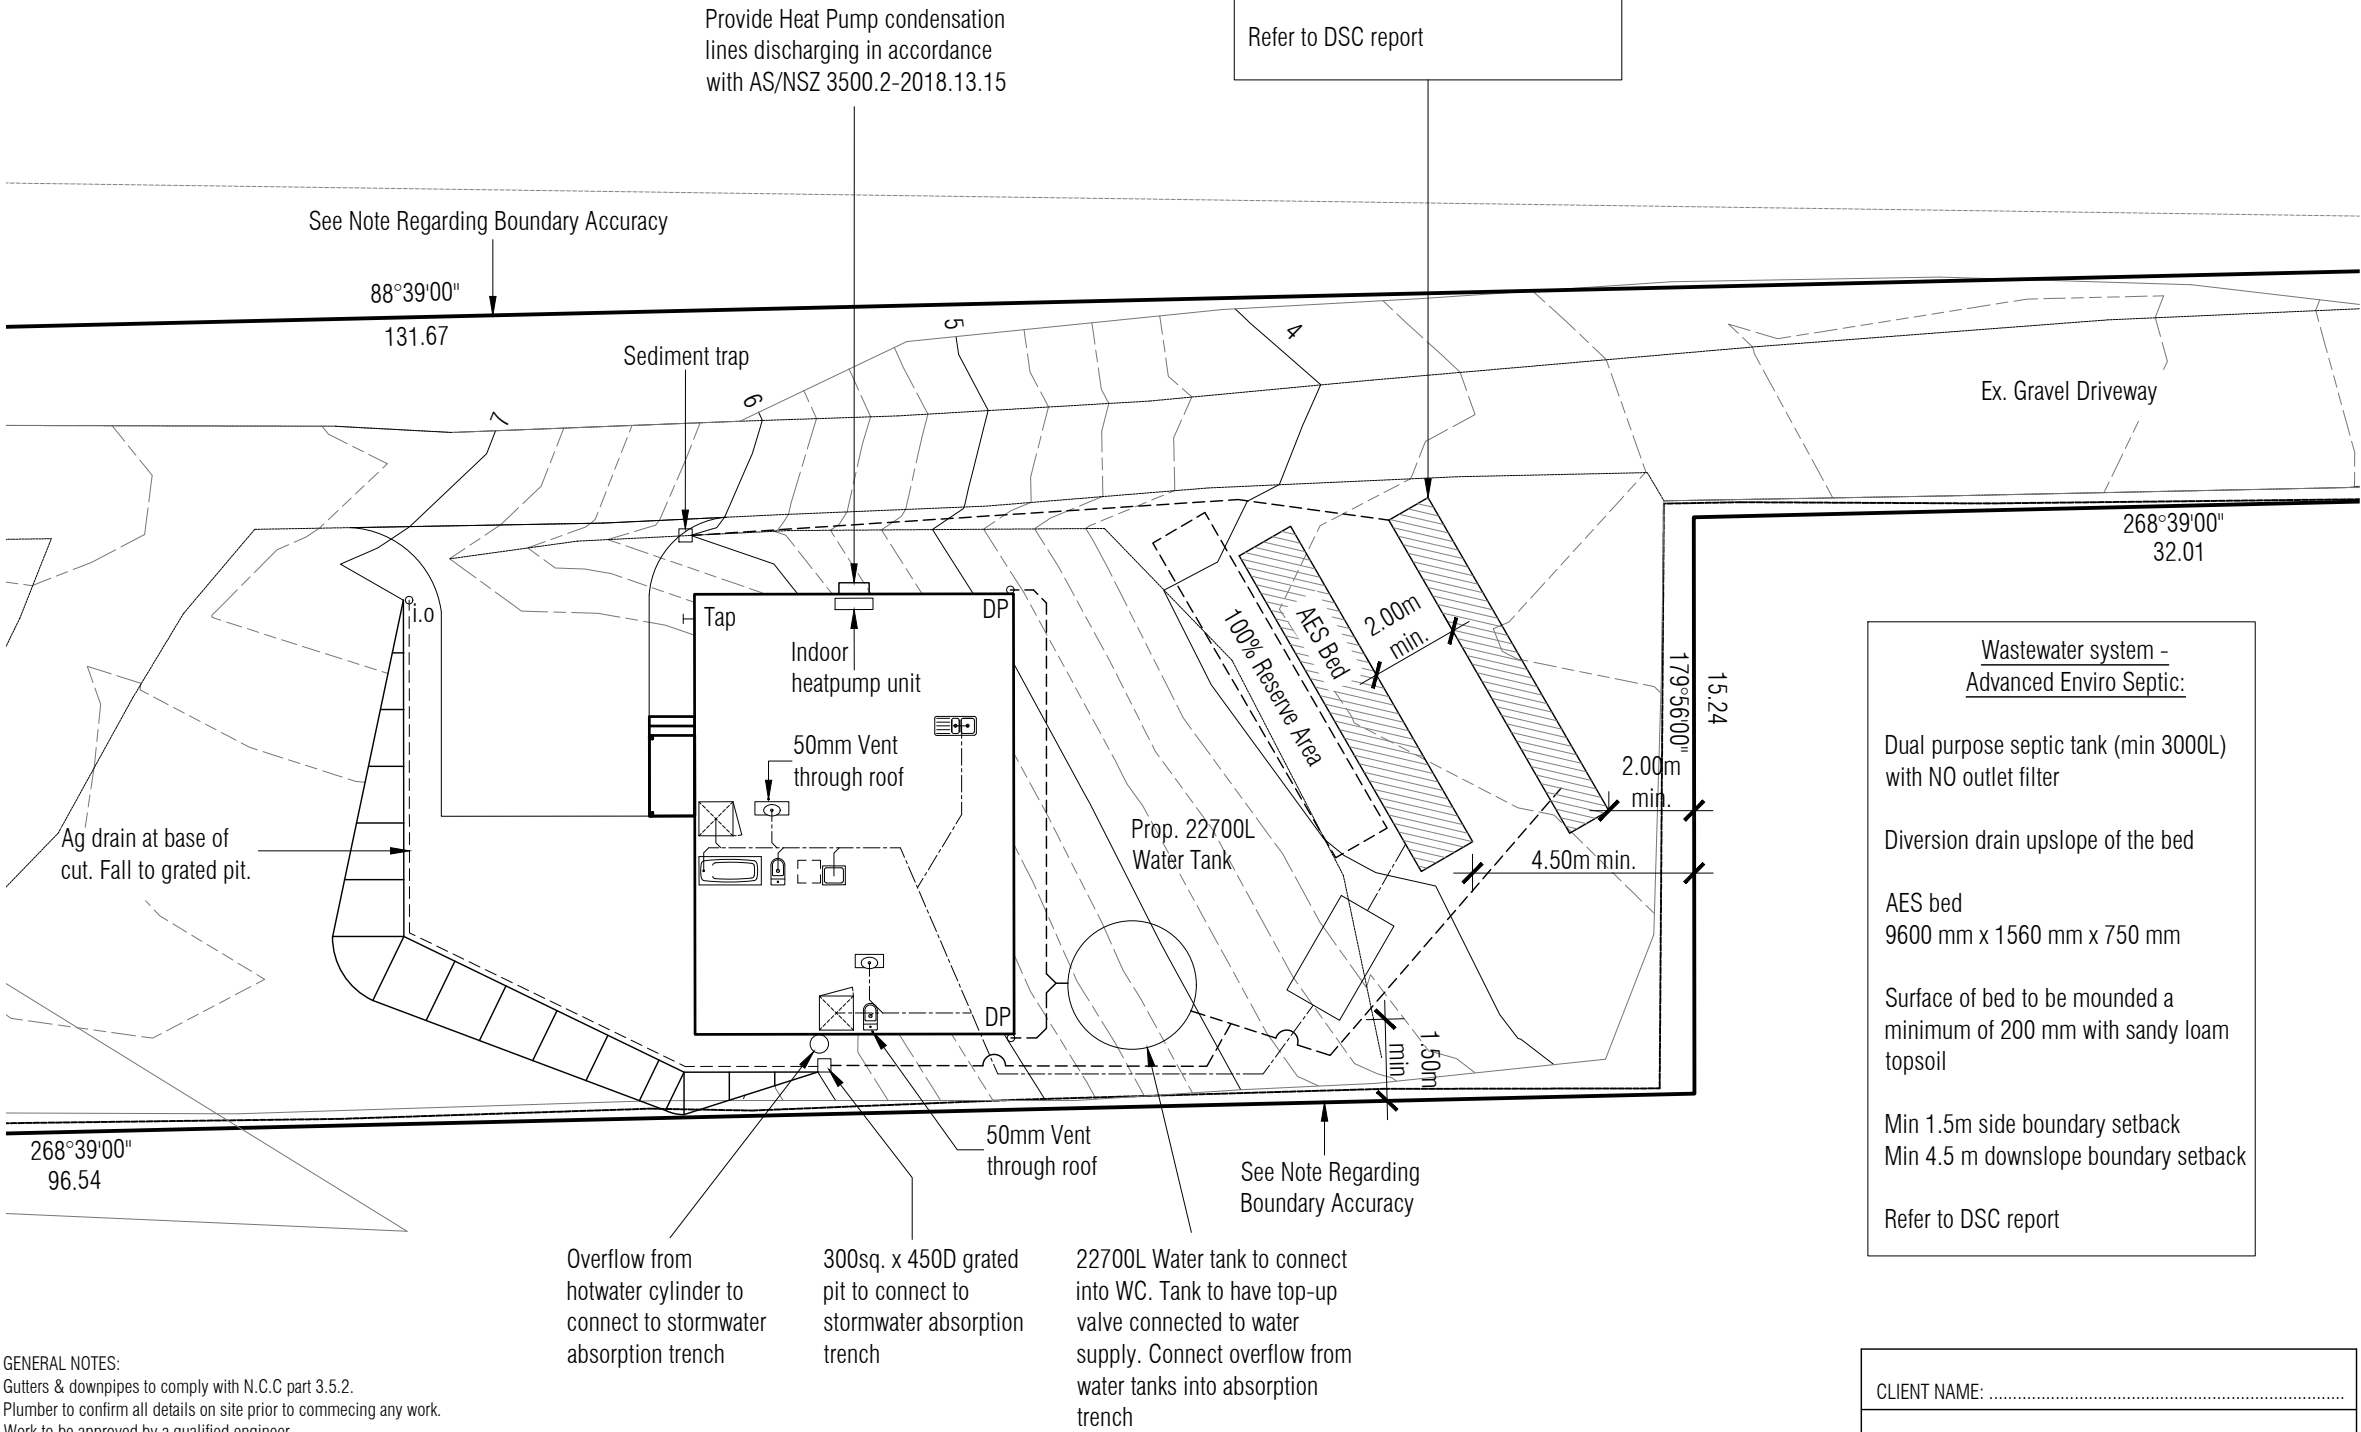 Provide Heat Pump condensation
lines discharging in accordance
with AS/NSZ 3500.2-2018.13.15
Refer to DSC report
See Note Regarding Boundary Accuracy
88°39'00"
131.67
Sediment trap
5
4
6
7
Ex. Gravel Driveway
268°39'00"
32.01
i.o
Tap
DP
Indoor
heatpump unit
50mm Vent
through roof
100% Reserve Area
AES Bed
2.00m
min.
179°56'00"
15.24
2.00m
min.
4.50m min.
Ag drain at base of
cut. Fall to grated pit.
Prop. 22700L
Water Tank
DP
1.50m
min
268°39'00"
96.54
50mm Vent
through roof
See Note Regarding
Boundary Accuracy
Overflow from
hotwater cylinder to
connect to stormwater
absorption trench
300sq. x 450D grated
pit to connect to
stormwater absorption
trench
22700L Water tank to connect
into WC. Tank to have top-up
valve connected to water
supply. Connect overflow from
water tanks into absorption
trench
Wastewater system -
Advanced Enviro Septic:
Dual purpose septic tank (min 3000L)
with NO outlet filter
Diversion drain upslope of the bed
AES bed
9600 mm x 1560 mm x 750 mm
Surface of bed to be mounded a
minimum of 200 mm with sandy loam
topsoil
Min 1.5m side boundary setback
Min 4.5 m downslope boundary setback
Refer to DSC report
GENERAL NOTES:
Gutters & downpipes to comply with N.C.C part 3.5.2.
Plumber to confirm all details on site prior to commecing any work.
Work to be approved by a qualified engineer
CLIENT NAME: ...........................................................................